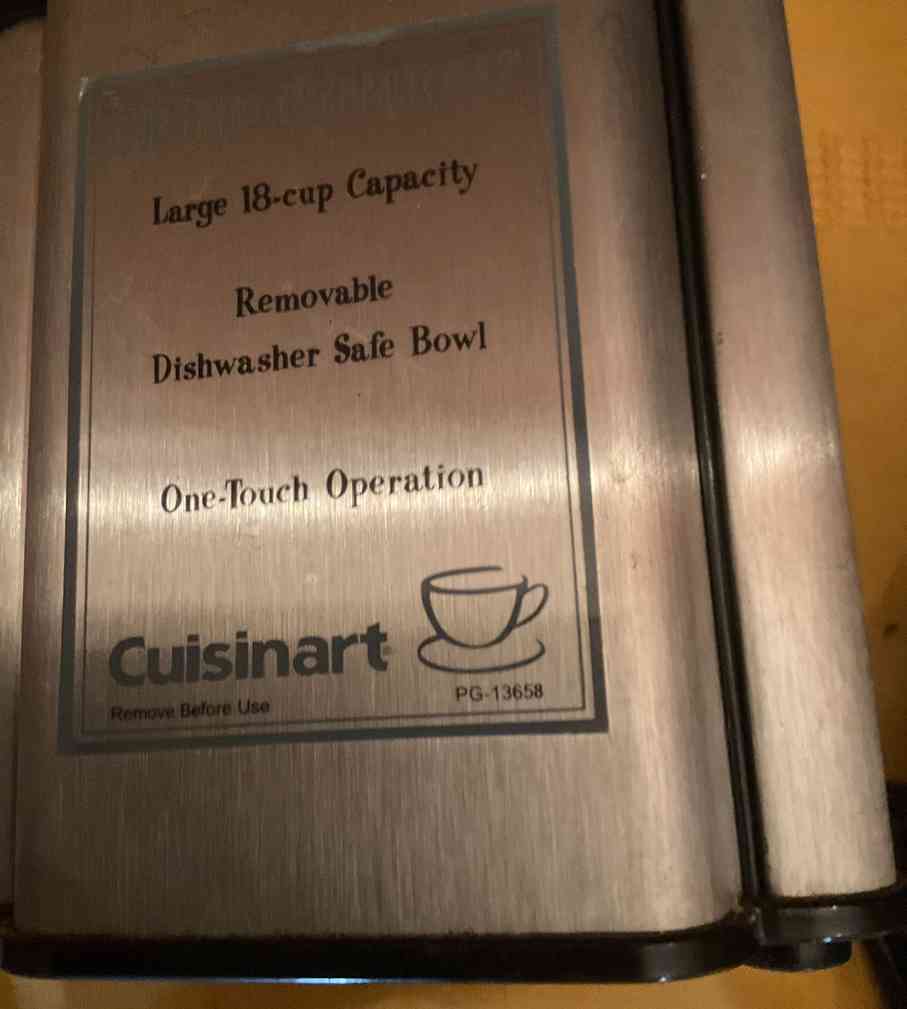 Large 18-cup Capacity
Removable
Dishwasher Safe Bowl
One-Touch Operation
Cuisinart
Remove Before Use
PG-13658